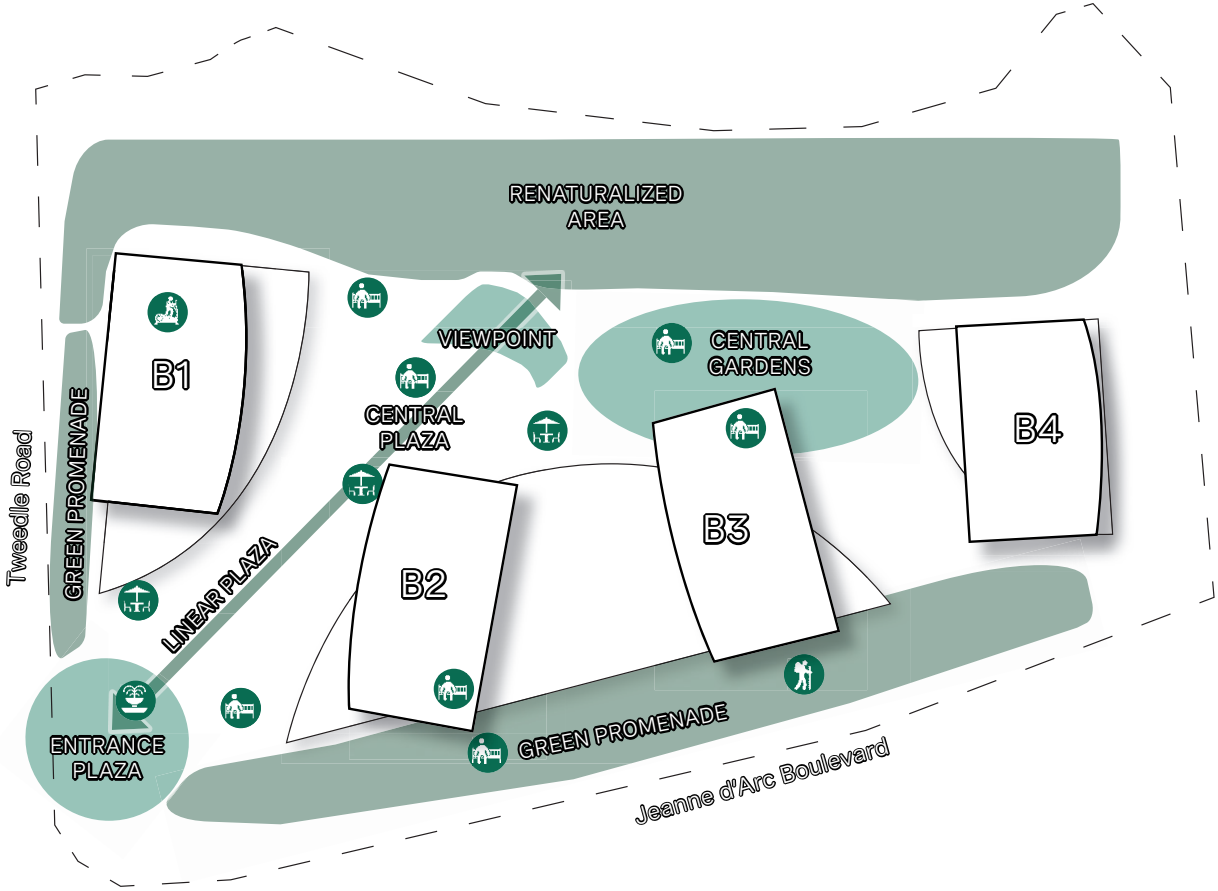 RENATURALIZED
AREA
VIEWPOINT
CENTRAL
GARDENS
B1
CENTRAL
PLAZA
B4
GREEN PROMENADE
Tweedle Road
B3
B2
LINEAR PLAZA
ENTRANCE
PLAZA
GREEN PROMENADE
Jeanne d'Arc Boulevard